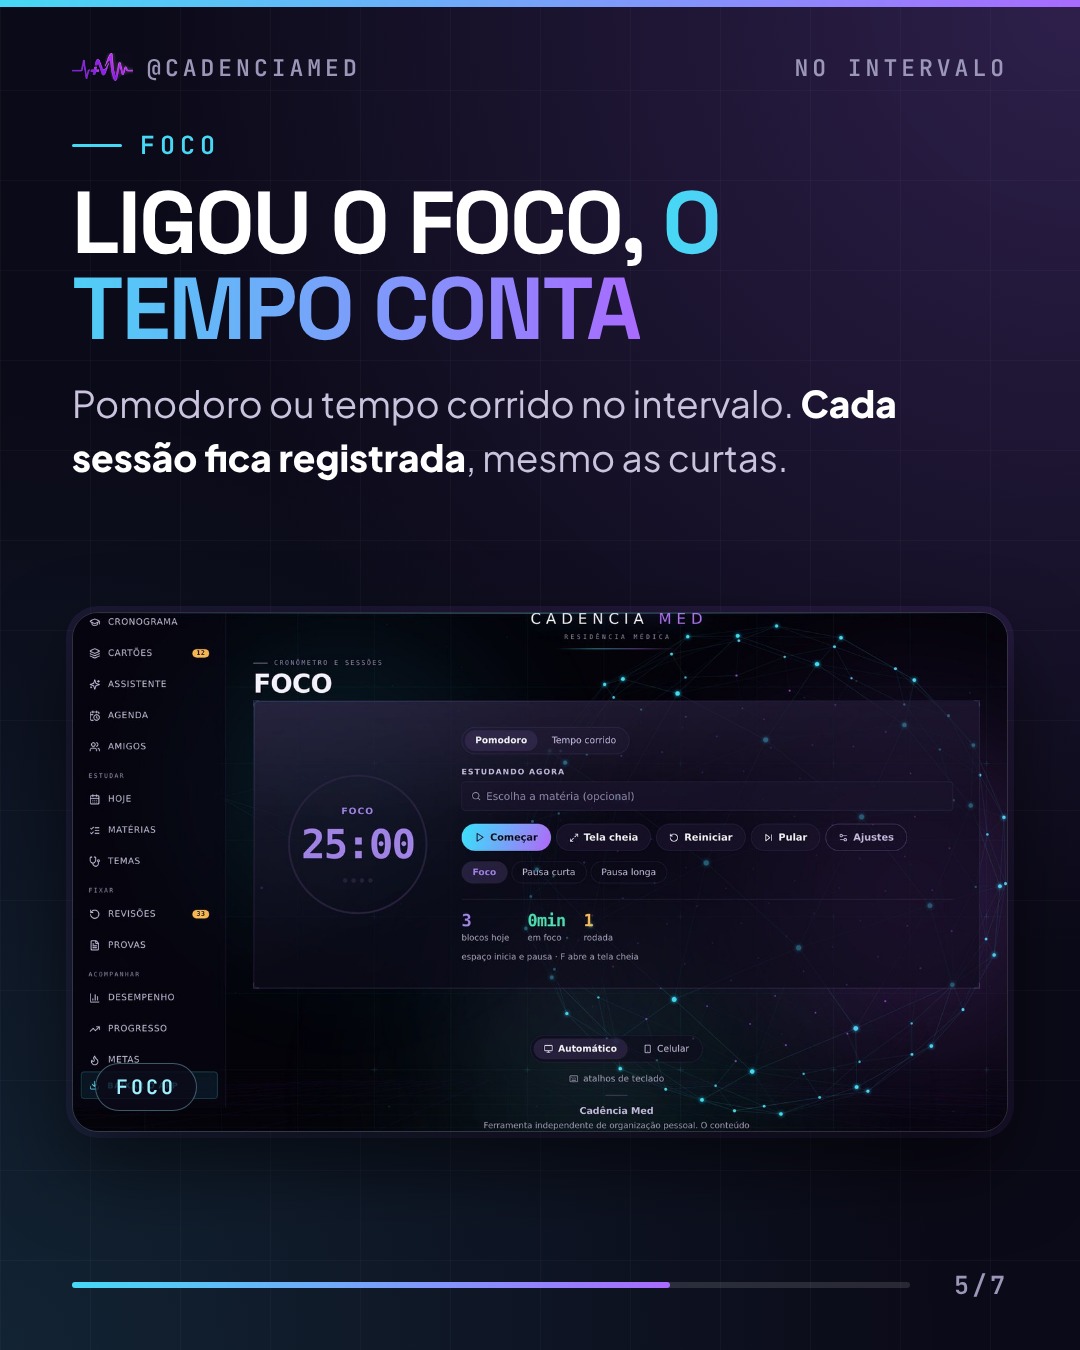 @CADENCIAMED
NO INTERVALO
FOCO
LIGOU O FOCO, O
TEMPO CONTA
Pomodoro ou tempo corrido no intervalo. Cada
sessão fica registrada, mesmo as curtas.
CRONOGRAMA
CARTÕES 12
ASSISTENTE
AGENDA
AMIGOS
ESTUDAR
HOJE
MATÉRIAS
TEMAS
FIXAR
REVISÕES 33
PROVAS
ACOMPANHAR
DESEMPENHO
PROGRESSO
METAS
FOCO
CADENCIA MED
RESIDÊNCIA MÉDICA
CRONÔMETRO E SESSÕES
FOCO
FOCO
25:00
Pomodoro Tempo corrido
ESTUDANDO AGORA
Escolha a matéria (opcional)
Começar Tela cheia Reiniciar Pular Ajustes
Foco Pausa curta Pausa longa
3 0min 1
blocos hoje em foco · rodada
espaço inicia e pausa · F abre a tela cheia
Automático Celular
atalhos de teclado
Cadência Med
Ferramenta independente de organização pessoal. O conteúdo
5/7